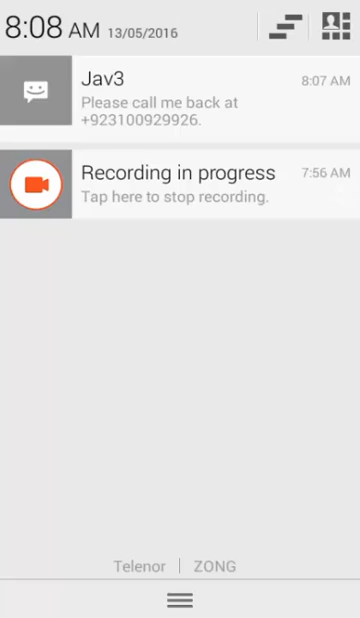 8:08 AM 13/05/2016
Jav3 8:07 AM
Please call me back at
+923100929926.
Recording in progress 7:56 AM
Tap here to stop recording.
Telenor | ZONG